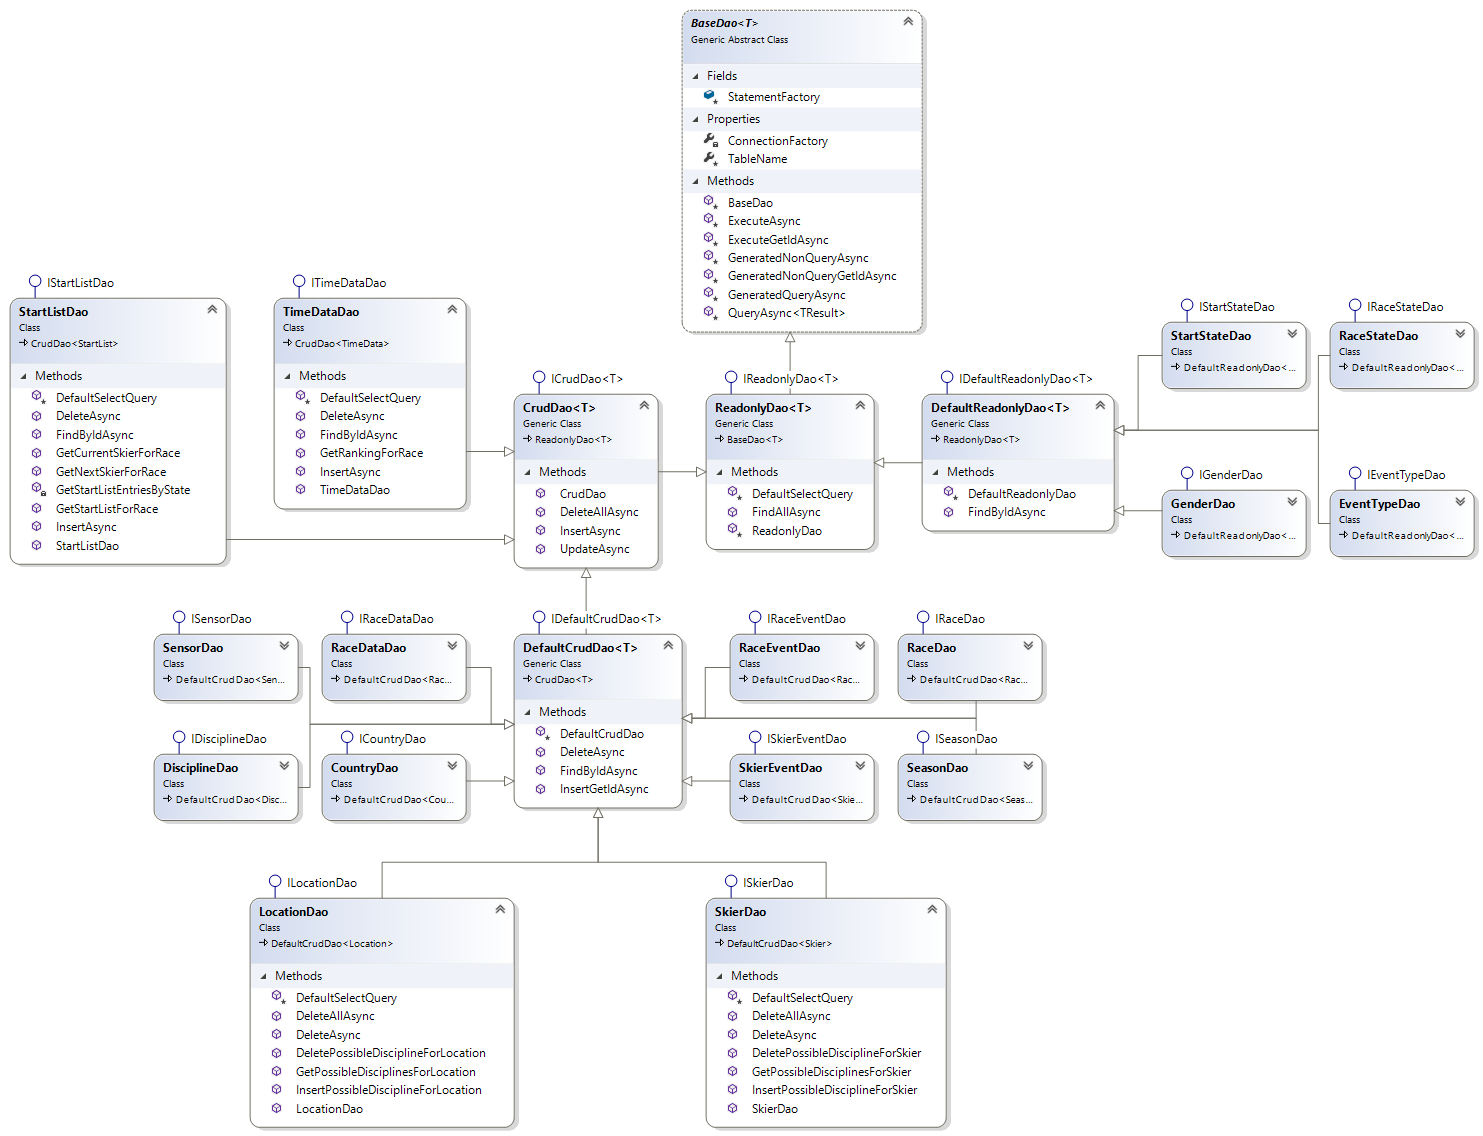 BaseDao<T>
Generic Abstract Class
Fields
StatementFactory
Properties
ConnectionFactory
TableName
Methods
BaseDao
ExecuteAsync
ExecuteGetIdAsync
GeneratedNonQueryAsync
GeneratedNonQueryGetIdAsync
GeneratedQueryAsync
QueryAsync<TResult>
IStartListDao
StartListDao
Class
CrudDao<StartList>
Methods
DefaultSelectQuery
DeleteAsync
FindByIdAsync
GetCurrentSkierForRace
GetNextSkierForRace
GetStartListEntriesByState
GetStartListForRace
InsertAsync
StartListDao
ITimeDataDao
TimeDataDao
Class
CrudDao<TimeData>
Methods
DefaultSelectQuery
DeleteAsync
FindByIdAsync
GetRankingForRace
InsertAsync
TimeDataDao
ICrudDao<T>
CrudDao<T>
Generic Class
ReadonlyDao<T>
Methods
CrudDao
DeleteAllAsync
InsertAsync
UpdateAsync
IReadonlyDao<T>
ReadonlyDao<T>
Generic Class
BaseDao<T>
Methods
DefaultSelectQuery
FindAllAsync
ReadonlyDao
IDefaultReadonlyDao<T>
DefaultReadonlyDao<T>
Generic Class
ReadonlyDao<T>
Methods
DefaultReadonlyDao
FindByIdAsync
IStartStateDao
StartStateDao
Class
DefaultReadonlyDao<...
IRaceStateDao
RaceStateDao
Class
DefaultReadonlyDao<...
IGenderDao
GenderDao
Class
DefaultReadonlyDao<...
IEventTypeDao
EventTypeDao
Class
DefaultReadonlyDao<...
ISensorDao
SensorDao
Class
DefaultCrudDao<Sen...
IRaceDataDao
RaceDataDao
Class
DefaultCrudDao<Rac...
IDefaultCrudDao<T>
DefaultCrudDao<T>
Generic Class
CrudDao<T>
Methods
DefaultCrudDao
DeleteAsync
FindByIdAsync
InsertGetIdAsync
IRaceEventDao
RaceEventDao
Class
DefaultCrudDao<Rac...
IRaceDao
RaceDao
Class
DefaultCrudDao<Rac...
IDisciplineDao
DisciplineDao
Class
DefaultCrudDao<Disc...
ICountryDao
CountryDao
Class
DefaultCrudDao<Cou...
ISkierEventDao
SkierEventDao
Class
DefaultCrudDao<Skie...
ISeasonDao
SeasonDao
Class
DefaultCrudDao<Seas...
ILocationDao
LocationDao
Class
DefaultCrudDao<Location>
Methods
DefaultSelectQuery
DeleteAllAsync
DeleteAsync
DeletePossibleDisciplineForLocation
GetPossibleDisciplinesForLocation
InsertPossibleDisciplineForLocation
LocationDao
ISkierDao
SkierDao
Class
DefaultCrudDao<Skier>
Methods
DefaultSelectQuery
DeleteAllAsync
DeleteAsync
DeletePossibleDisciplineForSkier
GetPossibleDisciplinesForSkier
InsertPossibleDisciplineForSkier
SkierDao